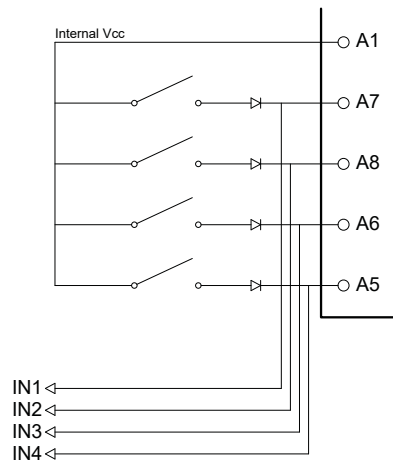 Internal Vcc
A1
A7
A8
A6
A5
IN1
IN2
IN3
IN4